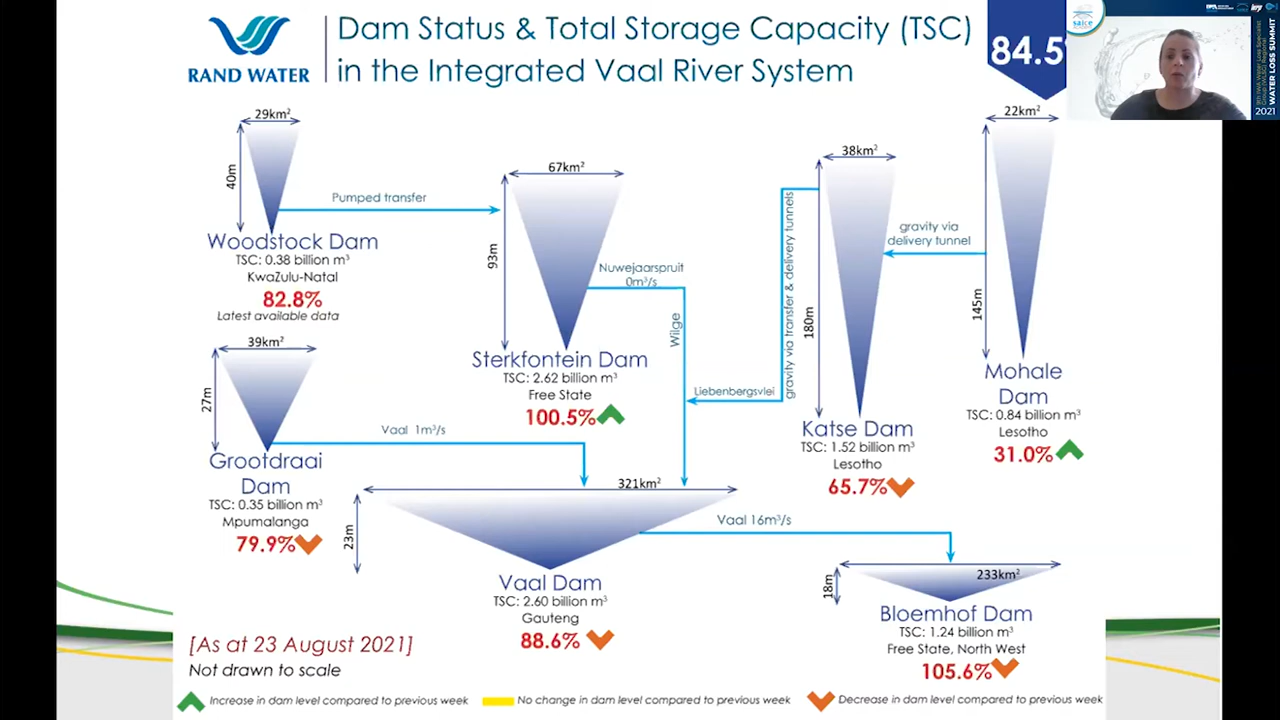 RAND WATER
Dam Status & Total Storage Capacity (TSC)
in the Integrated Vaal River System
84.5
saice
WATER LOSS SUMMIT
2021
29km²
40m
Pumped transfer
Woodstock Dam
TSC: 0.38 billion m³
KwaZulu-Natal
82.8%
Latest available data
67km²
93m
Nuwejaarspruit
0m³/s
Wilge
Sterkfontein Dam
TSC: 2.62 billion m³
Free State
100.5%
38km²
180m
gravity via transfer & delivery tunnels
Liebenbergsvlei
Katse Dam
TSC: 1.52 billion m³
Lesotho
65.7%
22km²
gravity via
delivery tunnel
145m
Mohale
Dam
TSC: 0.84 billion m³
Lesotho
31.0%
39km²
27m
Vaal 1m³/s
Grootdraai
Dam
TSC: 0.35 billion m³
Mpumalanga
79.9%
321km²
23m
Vaal 16m³/s
Vaal Dam
TSC: 2.60 billion m³
Gauteng
88.6%
233km²
18m
Bloemhof Dam
TSC: 1.24 billion m³
Free State, North West
105.6%
[As at 23 August 2021]
Not drawn to scale
Increase in dam level compared to previous week
No change in dam level compared to previous week
Decrease in dam level compared to previous week